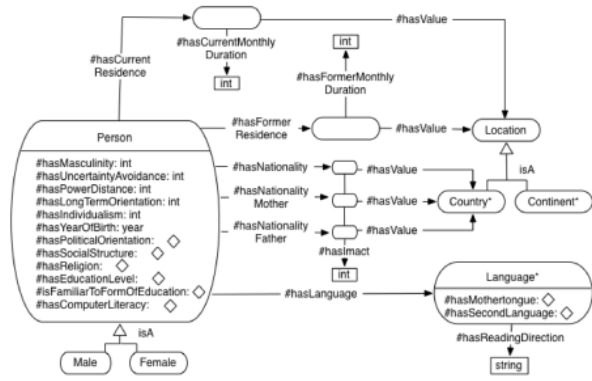 #hasCurrent
Residence
#hasCurrentMonthly
Duration
int
#hasValue
int
#hasFormerMonthly
Duration
Person
#hasMasculinity: int
#hasUncertaintyAvoidance: int
#hasPowerDistance: int
#hasLongTermOrientation: int
#hasIndividualism: int
#hasYearOfBirth: year
#hasPoliticalOrientation:
#hasSocialStructure:
#hasReligion:
#hasEducationLevel:
#isFamiliarToFormOfEducation:
#hasComputerLiteracy:
#hasFormer
Residence
#hasValue
Location
isA
#hasNationality
#hasValue
#hasNationality
Mother
#hasValue
#hasNationality
Father
#hasValue
Country*
Continent*
#hasImact
int
#hasLanguage
Language*
#hasMothertongue:
#hasSecondLanguage:
#hasReadingDirection
string
isA
Male
Female